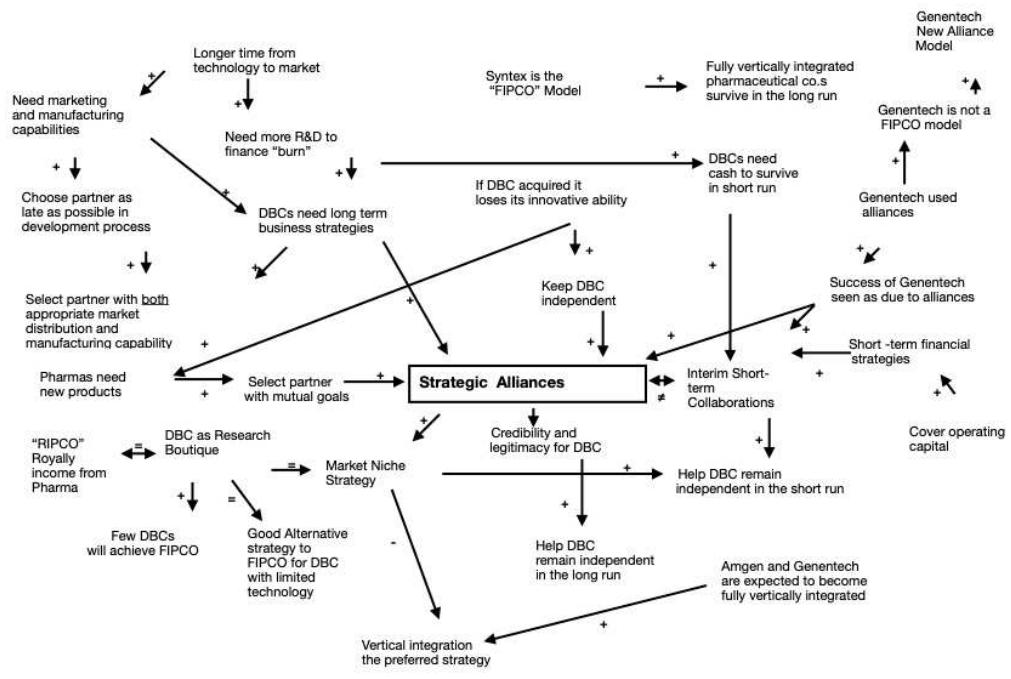 Genentech
New Alliance
Model
Longer time from
technology to market
Syntex is the
“FIPCO” Model
+
Fully vertically integrated
pharmaceutical co.s
survive in the long run
+
+
+
Need marketing
and manufacturing
capabilities
Genentech is not a
FIPCO model
Need more R&D to
finance “burn”
+
+
+
+
DBCs need
cash to survive
in short run
+
Choose partner as
late as possible in
development process
+
If DBC acquired it
loses its innovative ability
Genentech used
alliances
DBCs need long term
business strategies
+
+
+
+
+
Keep DBC
independent
Success of Genentech
seen as due to alliances
Select partner with both
appropriate market
distribution and
manufacturing capability
+
+
+
+
+
+
Short -term financial
strategies
Pharmas need
new products
+
Select partner
with mutual goals
+
Strategic Alliances
≠
Interim Short-
term
Collaborations
+
+
Cover operating
capital
“RIPCO”
Royally
income from
Pharma
=
DBC as Research
Boutique
+
Credibility and
legitimacy for DBC
+
=
Market Niche
Strategy
+
Help DBC remain
independent in the short run
+
=
+
Few DBCs
will achieve FIPCO
Good Alternative
strategy to
FIPCO for DBC
with limited
technology
-
Help DBC
remain independent
in the long run
Amgen and Genentech
are expected to become
fully vertically integrated
+
Vertical integration
the preferred strategy